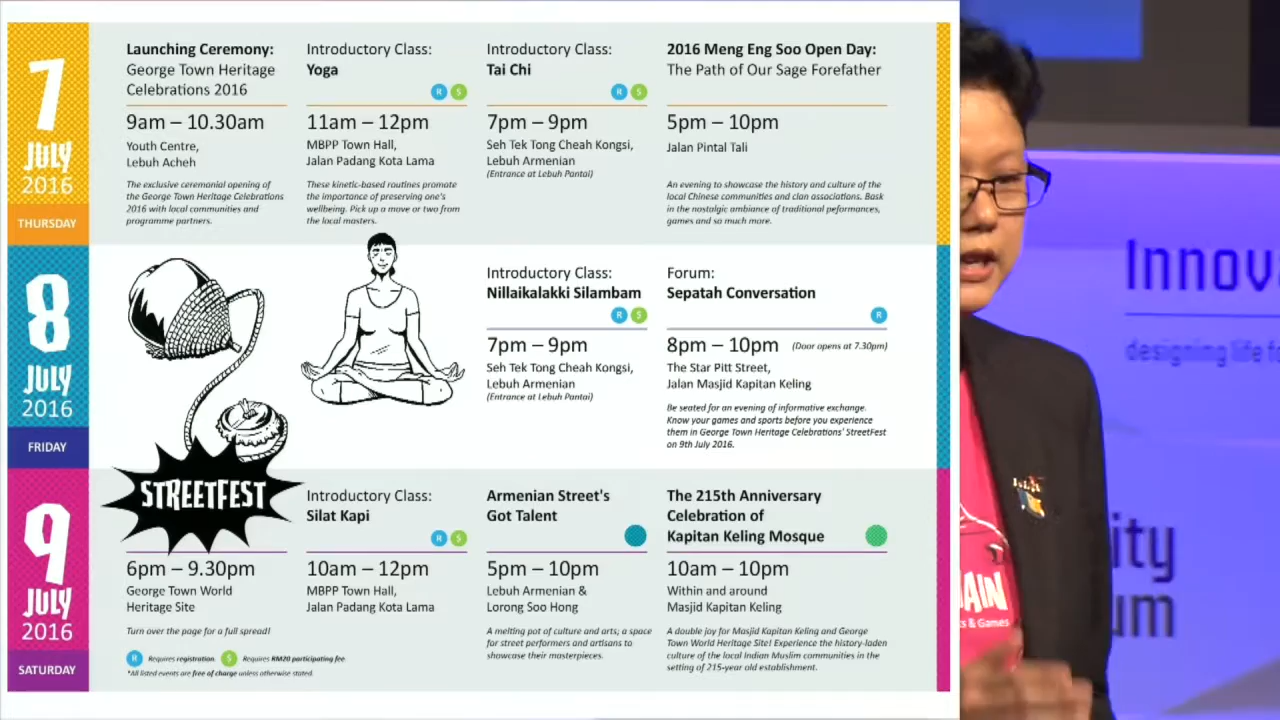 7
JULY
2016
THURSDAY
Launching Ceremony:
George Town Heritage
Celebrations 2016
9am – 10.30am
Youth Centre,
Lebuh Acheh
The exclusive ceremonial opening of
the George Town Heritage Celebrations
2016 with local communities and
programme partners.
Introductory Class:
Yoga
R S
11am – 12pm
MBPP Town Hall,
Jalan Padang Kota Lama
These kinetic-based routines promote
the importance of preserving one's
wellbeing. Pick up a move or two from
the local masters.
Introductory Class:
Tai Chi
R S
7pm – 9pm
Seh Tek Tong Cheah Kongsi,
Lebuh Armenian
(Entrance at Lebuh Pantai)
2016 Meng Eng Soo Open Day:
The Path of Our Sage Forefather
5pm – 10pm
Jalan Pintal Tali
An evening to showcase the history and culture of the
local Chinese communities and clan associations. Bask
in the nostalgic ambiance of traditional peformances,
games and so much more.
8
JULY
2016
FRIDAY
Introductory Class:
Nillaikalakki Silambam
R S
7pm – 9pm
Seh Tek Tong Cheah Kongsi,
Lebuh Armenian
(Entrance at Lebuh Pantai)
Forum:
Sepatah Conversation
R
8pm – 10pm (Door opens at 7.30pm)
The Star Pitt Street,
Jalan Masjid Kapitan Keling
Be seated for an evening of informative exchange.
Know your games and sports before you experience
them in George Town Heritage Celebrations' StreetFest
on 9th July 2016.
9
JULY
2016
SATURDAY
STREETFEST
6pm – 9.30pm
George Town World
Heritage Site
Turn over the page for a full spread!
R Requires registration S Requires RM20 participating fee
*All listed events are free of charge unless otherwise stated.
Introductory Class:
Silat Kapi
R S
10am – 12pm
MBPP Town Hall,
Jalan Padang Kota Lama
Armenian Street's
Got Talent
5pm – 10pm
Lebuh Armenian &
Lorong Soo Hong
A melting pot of culture and arts; a space
for street performers and artisans to
showcase their masterpieces.
The 215th Anniversary
Celebration of
Kapitan Keling Mosque
10am – 10pm
Within and around
Masjid Kapitan Keling
A double joy for Masjid Kapitan Keling and George
Town World Heritage Site! Experience the history-laden
culture of the local Indian Muslim communities in the
setting of 215-year old establishment.
Innov
designing life f
ity
um
AIN
ts & Games